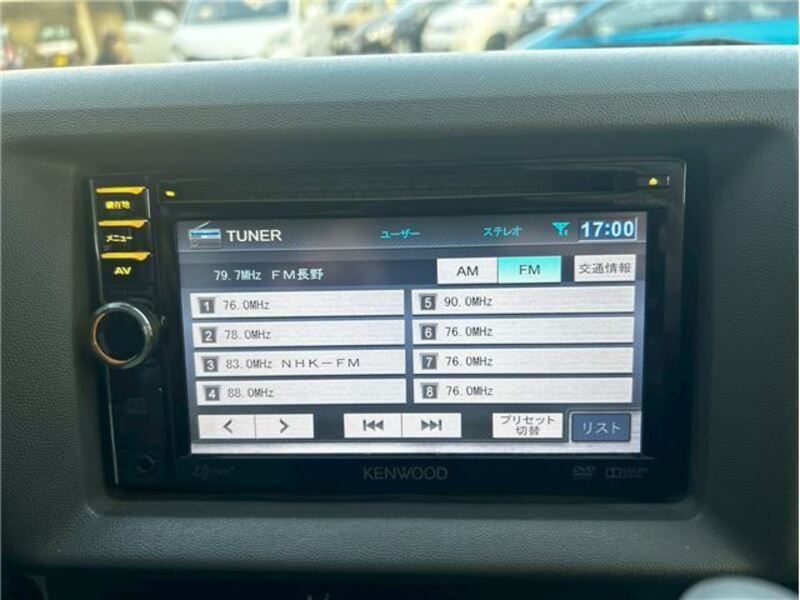 現在地
メニュー
AV
TUNER
ユーザー
ステレオ
17:00
79.7MHz FM長野
AM
FM
交通情報
1 76.0MHz
2 78.0MHz
3 83.0MHz NHK-FM
4 88.0MHz
5 90.0MHz
6 76.0MHz
7 76.0MHz
8 76.0MHz
プリセット
切替
リスト
KENWOOD
DVD
DOLBY